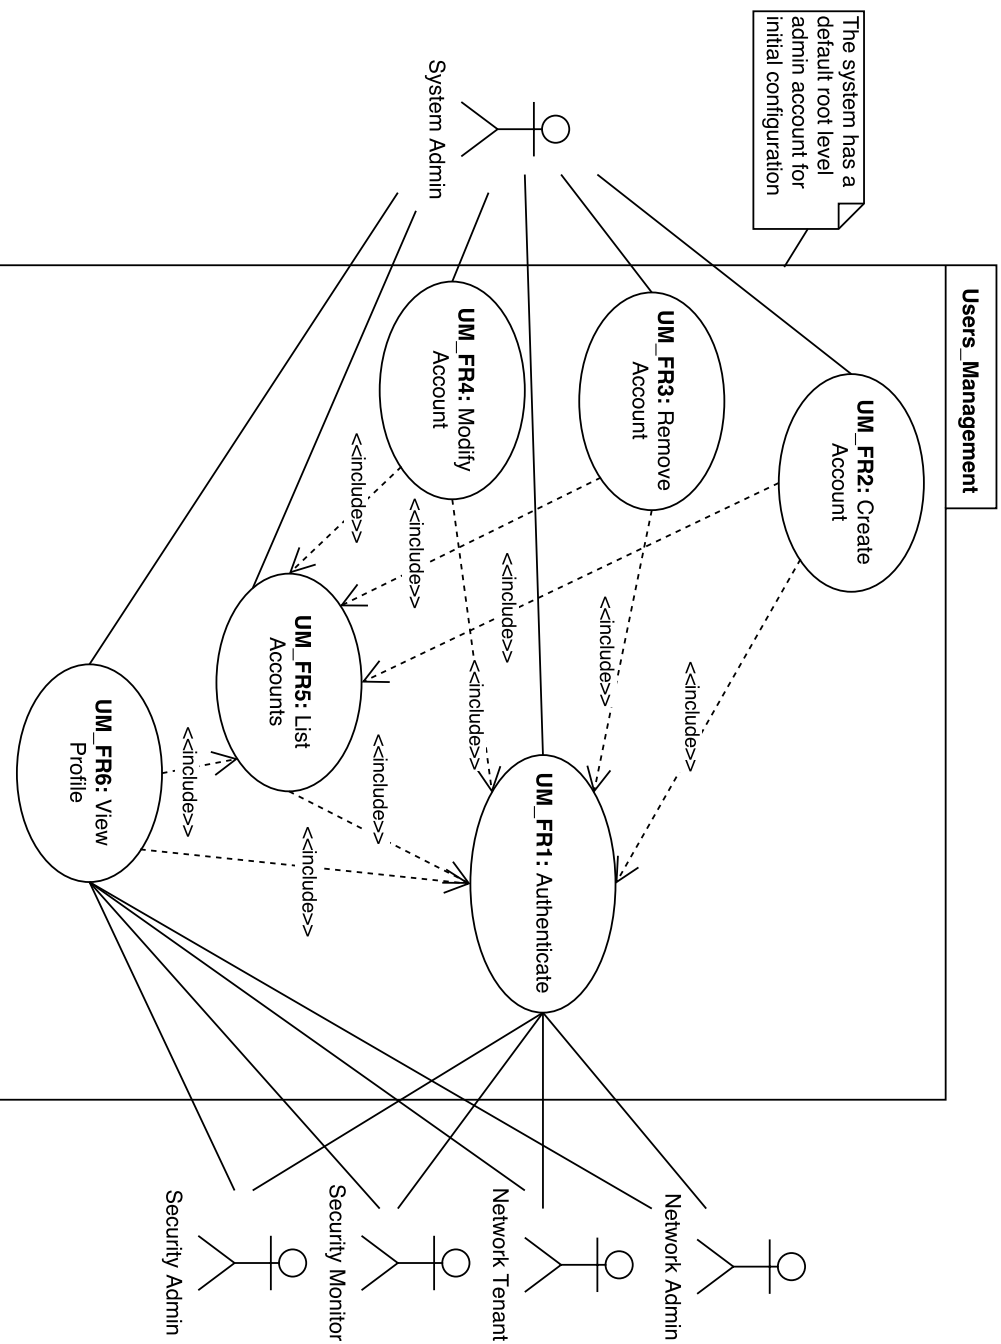 The system has a
default root level
admin account for
initial configuration
Users_Management
System Admin
UM_FR2: Create
Account
UM_FR3: Remove
Account
UM_FR4: Modify
Account
<<include>>
<<include>>
<<include>>
<<include>>
<<include>>
<<include>>
UM_FR5: List
Accounts
UM_FR1: Authenticate
<<include>>
<<include>>
<<include>>
UM_FR6: View
Profile
Network Admin
Network Tenant
Security Monitor
Security Admin